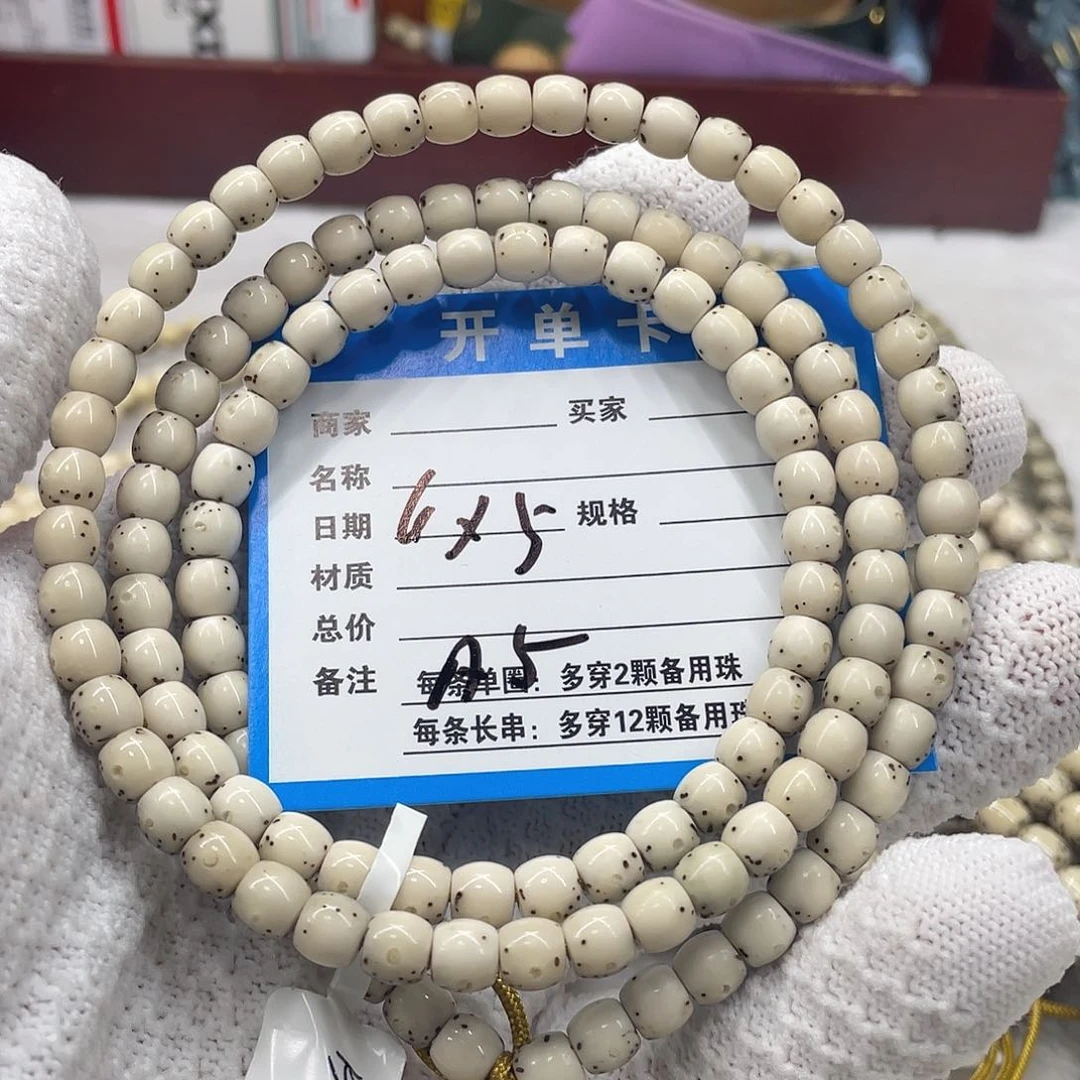 开单卡
商家 买家
名称
日期 6x5 规格
材质
总价
A5
备注 每条单圈：多穿2颗备用珠
每条长串：多穿12颗备用珠